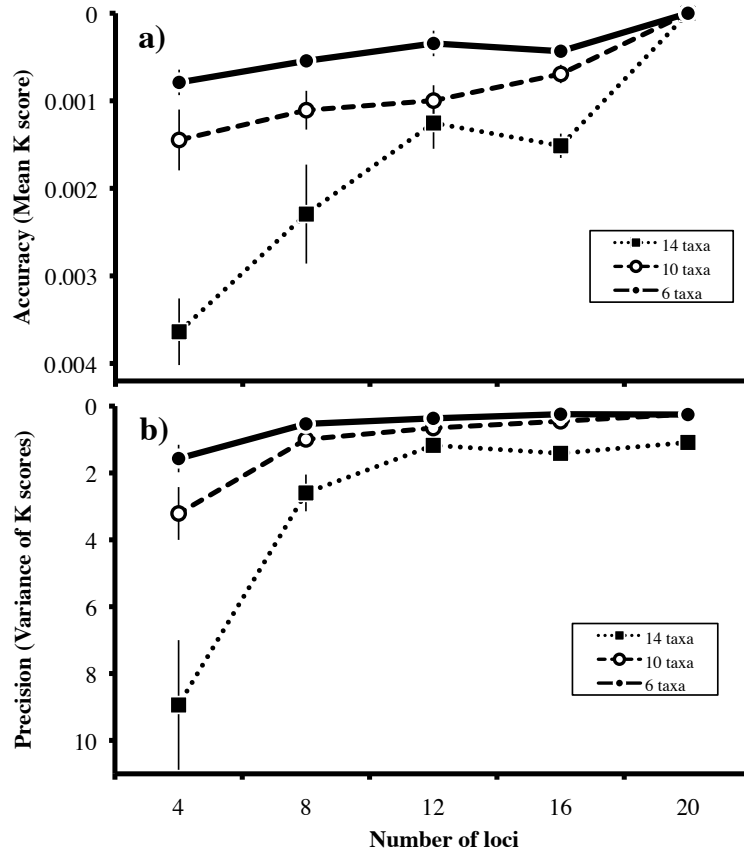 a)
Accuracy (Mean K score)
0
0.001
0.002
0.003
0.004
14 taxa
10 taxa
6 taxa
b)
Precision (Variance of K scores)
0
2
4
6
8
10
14 taxa
10 taxa
6 taxa
4 8 12 16 20
Number of loci